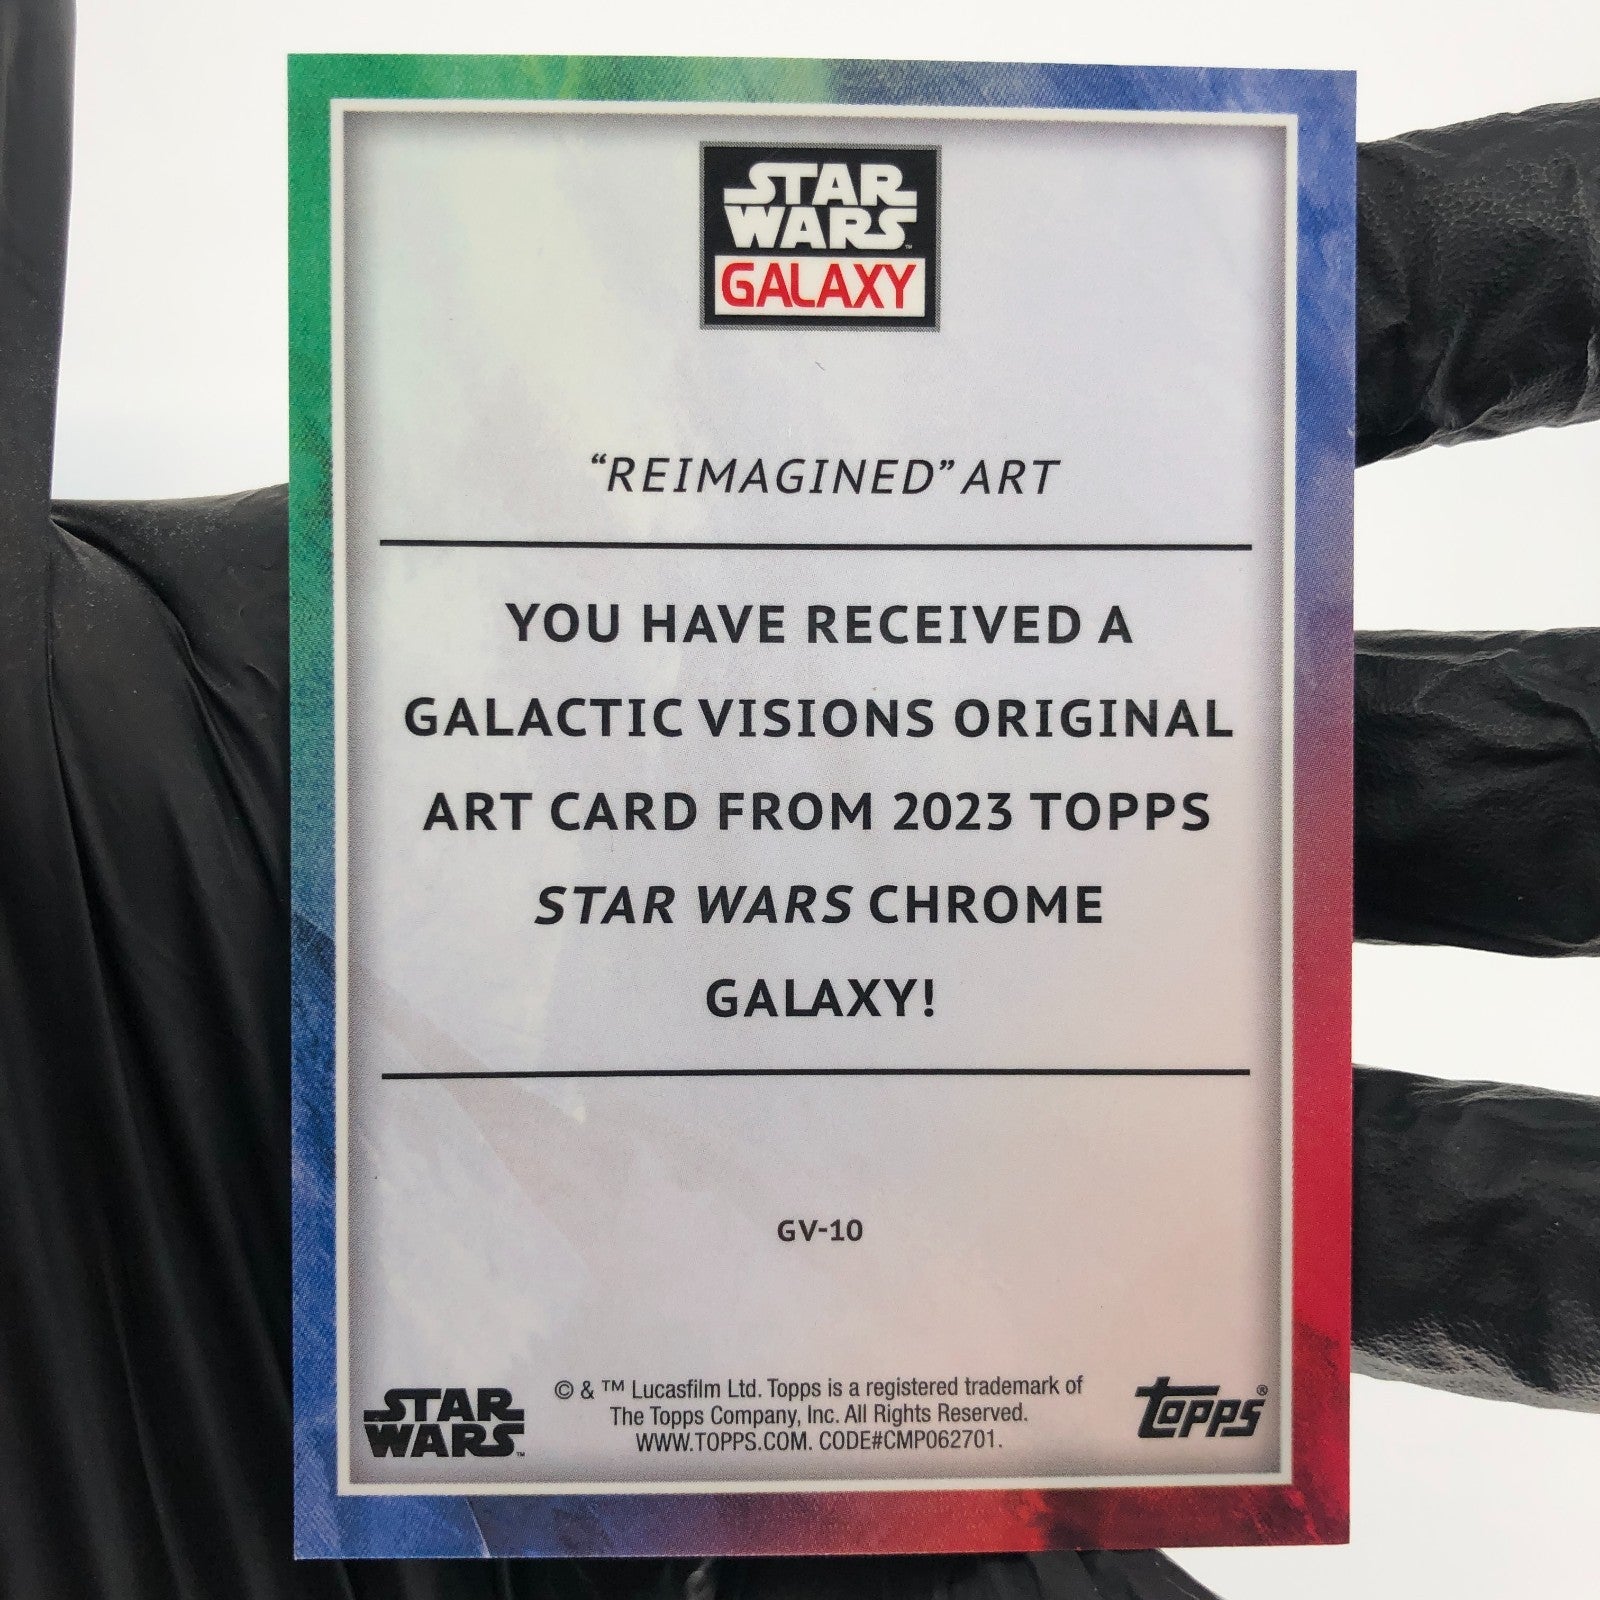 STAR
WARS™
GALAXY
“REIMAGINED” ART
YOU HAVE RECEIVED A
GALACTIC VISIONS ORIGINAL
ART CARD FROM 2023 TOPPS
STAR WARS CHROME
GALAXY!
GV-10
STAR
WARS™
© & ™ Lucasfilm Ltd. Topps is a registered trademark of
The Topps Company, Inc. All Rights Reserved.
WWW.TOPPS.COM. CODE#CMP062701.
topps®